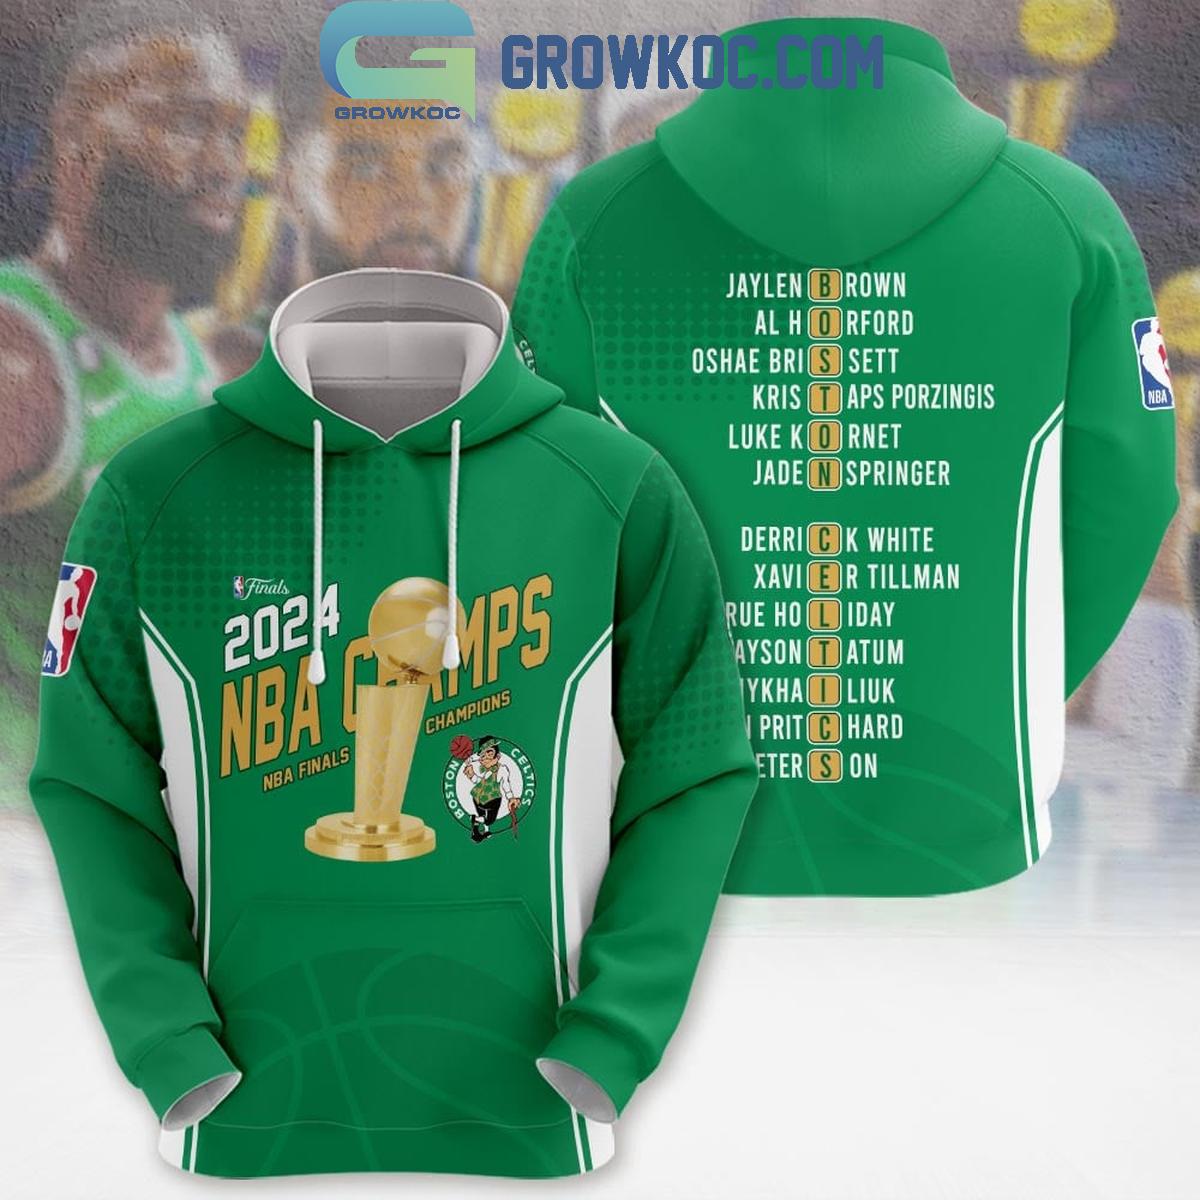 GROWKOC
GROWKOC.COM
JAYLEN BROWN
AL HORFORD
OSHAE BRISSETT
KRISTAPS PORZINGIS
LUKE KORNET
JADEN SPRINGER
DERRICK WHITE
XAVIER TILLMAN
RUE HOLIDAY
AYSON TATUM
YKHAILIUK
PRITCHARD
ETERSON
NBA
Finals
2024
NBA CHAMPS
NBA FINALS
CHAMPIONS
BOSTON CELTICS